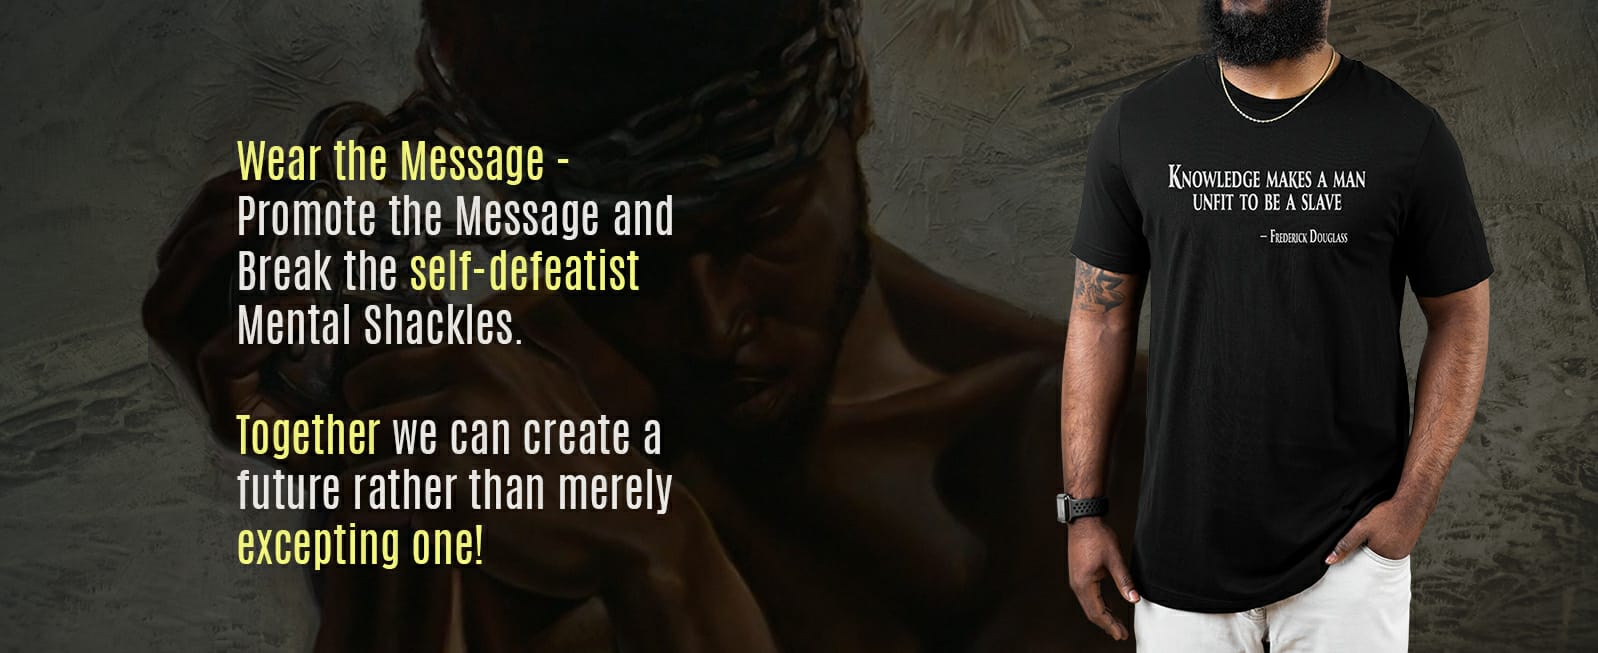 Wear the Message -
Promote the Message and
Break the self-defeatist
Mental Shackles.
Together we can create a
future rather than merely
excepting one!
KNOWLEDGE MAKES A MAN
UNFIT TO BE A SLAVE
– FREDERICK DOUGLASS